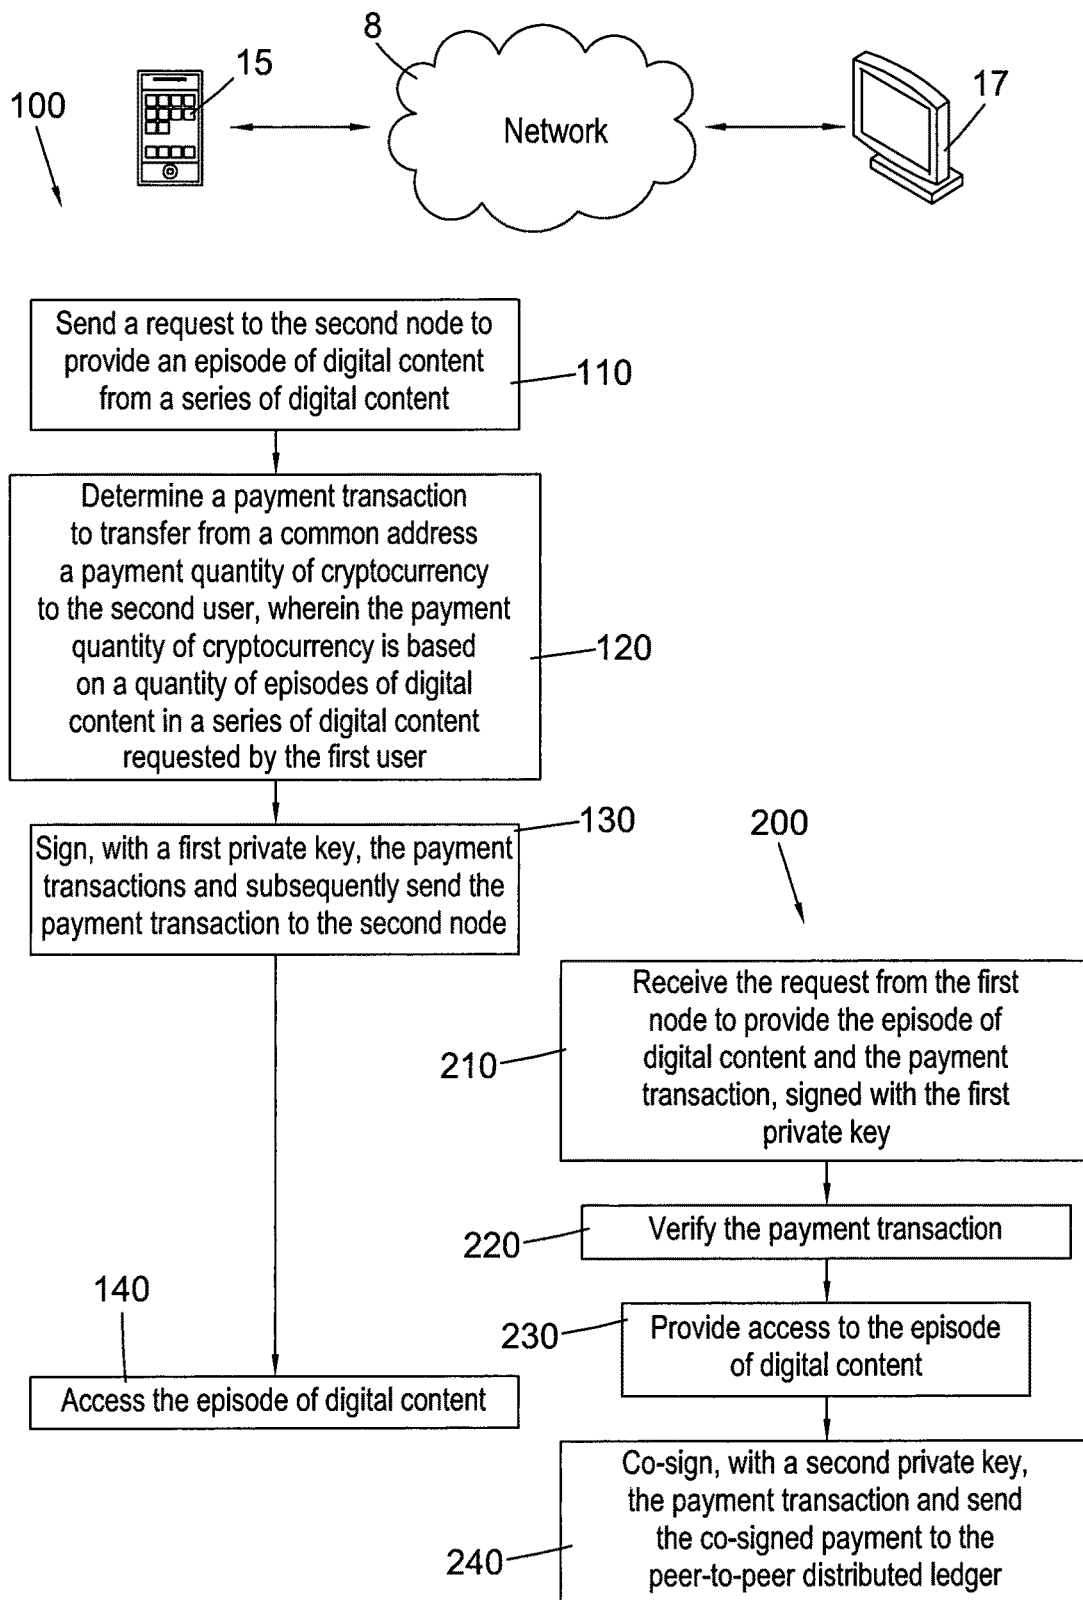 8
15
17
100
Network
Send a request to the second node to
provide an episode of digital content
from a series of digital content
110
Determine a payment transaction
to transfer from a common address
a payment quantity of cryptocurrency
to the second user, wherein the payment
quantity of cryptocurrency is based
on a quantity of episodes of digital
content in a series of digital content
requested by the first user
120
130
Sign, with a first private key, the payment
transactions and subsequently send the
payment transaction to the second node
200
Receive the request from the first
node to provide the episode of
digital content and the payment
transaction, signed with the first
private key
210
Verify the payment transaction
220
Provide access to the episode
of digital content
230
140
Access the episode of digital content
Co-sign, with a second private key,
the payment transaction and send
the co-signed payment to the
peer-to-peer distributed ledger
240